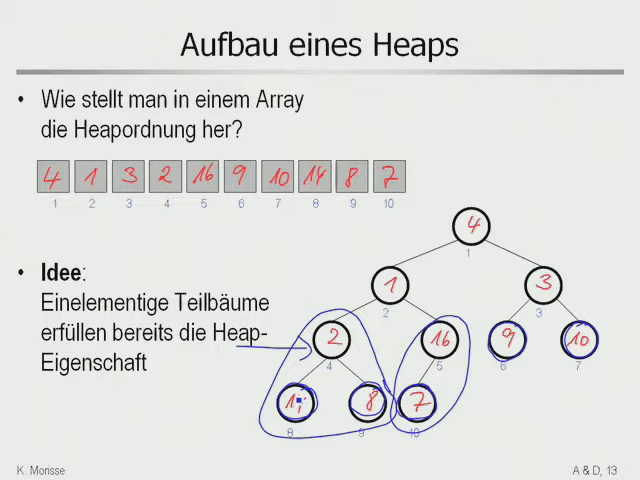 Aufbau eines Heaps
• Wie stellt man in einem Array
die Heapordnung her?
4 1 3 2 16 9 10 14 8 7
1 2 3 4 5 6 7 8 9 10
4
1
1 3
2 3
• Idee:
Einelementige Teilbäume
erfüllen bereits die Heap-
Eigenschaft
2 16 9 10
4 5 6 7
8 7
8 9 10
K. Morisse
A & D, 13